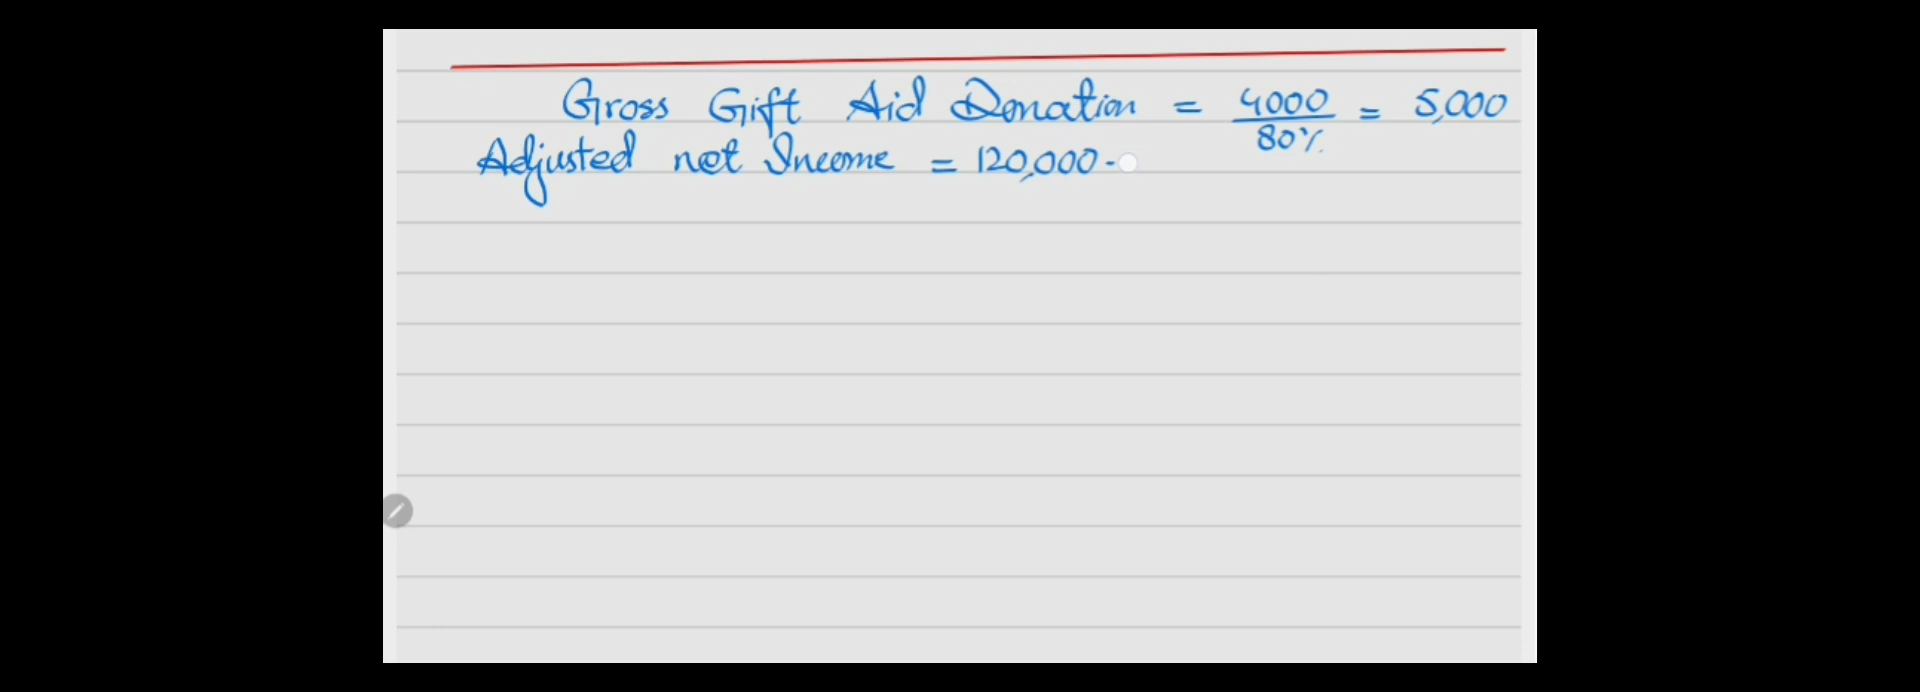 Gross Gift Aid Donation = 4000/80% = 5,000
Adjusted net Income = 120,000 -